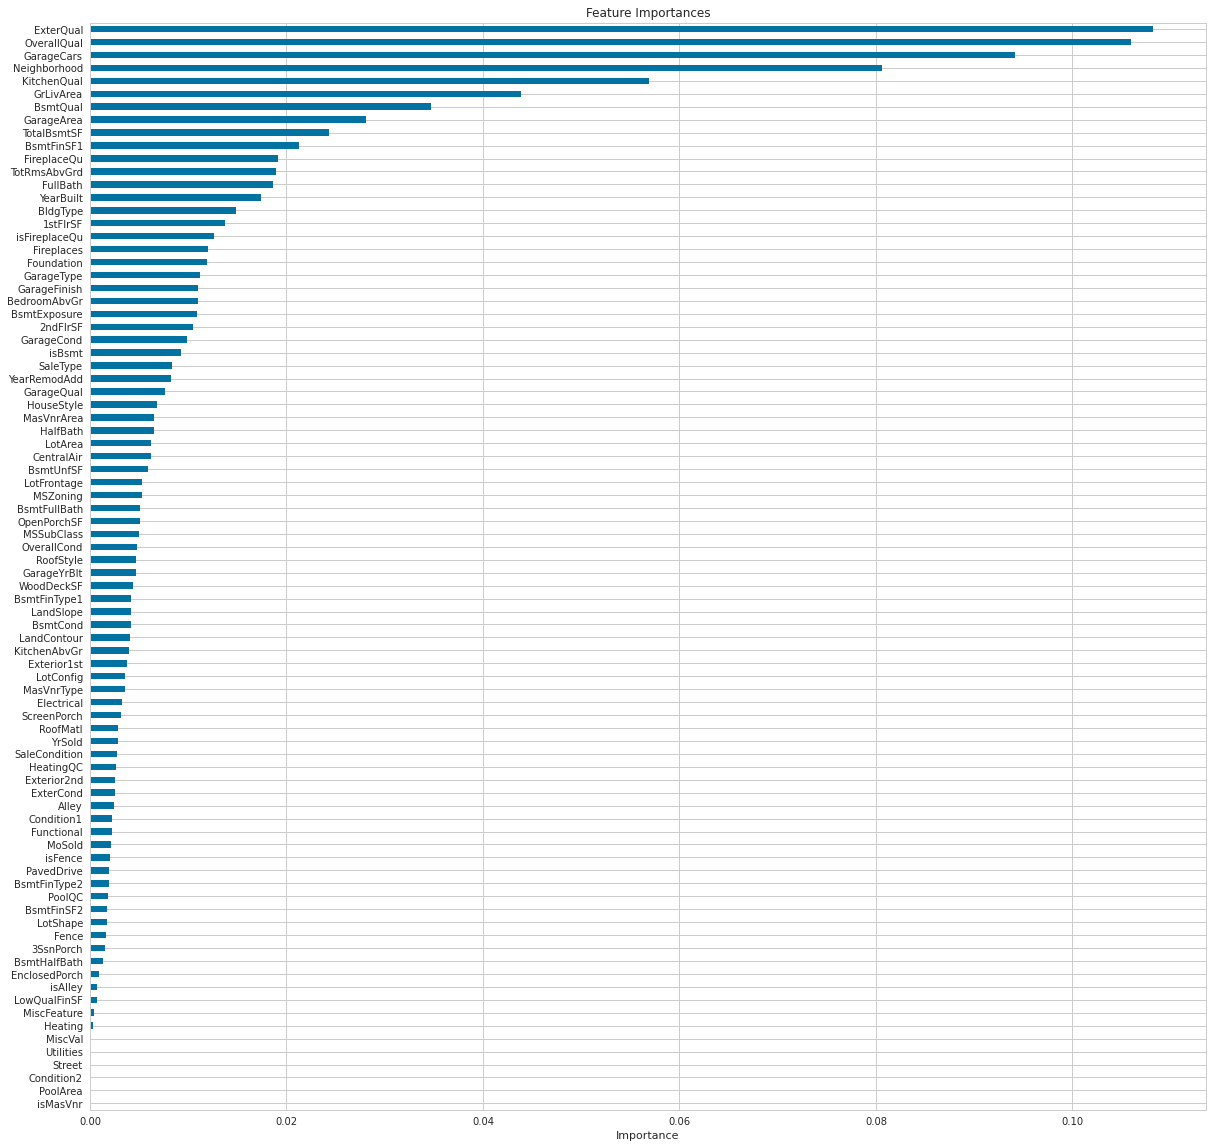 Feature Importances
ExterQual
OverallQual
GarageCars
Neighborhood
KitchenQual
GrLivArea
BsmtQual
GarageArea
TotalBsmtSF
BsmtFinSF1
FireplaceQu
TotRmsAbvGrd
FullBath
YearBuilt
BldgType
1stFlrSF
isFireplaceQu
Fireplaces
Foundation
GarageType
GarageFinish
BedroomAbvGr
BsmtExposure
2ndFlrSF
GarageCond
isBsmt
SaleType
YearRemodAdd
GarageQual
HouseStyle
MasVnrArea
HalfBath
LotArea
CentralAir
BsmtUnfSF
LotFrontage
MSZoning
BsmtFullBath
OpenPorchSF
MSSubClass
OverallCond
RoofStyle
GarageYrBlt
WoodDeckSF
BsmtFinType1
LandSlope
BsmtCond
LandContour
KitchenAbvGr
Exterior1st
LotConfig
MasVnrType
Electrical
ScreenPorch
RoofMatl
YrSold
SaleCondition
HeatingQC
Exterior2nd
ExterCond
Alley
Condition1
Functional
MoSold
isFence
PavedDrive
BsmtFinType2
PoolQC
BsmtFinSF2
LotShape
Fence
3SsnPorch
BsmtHalfBath
EnclosedPorch
isAlley
LowQualFinSF
MiscFeature
Heating
MiscVal
Utilities
Street
Condition2
PoolArea
isMasVnr
0.00 0.02 0.04 0.06 0.08 0.10
Importance